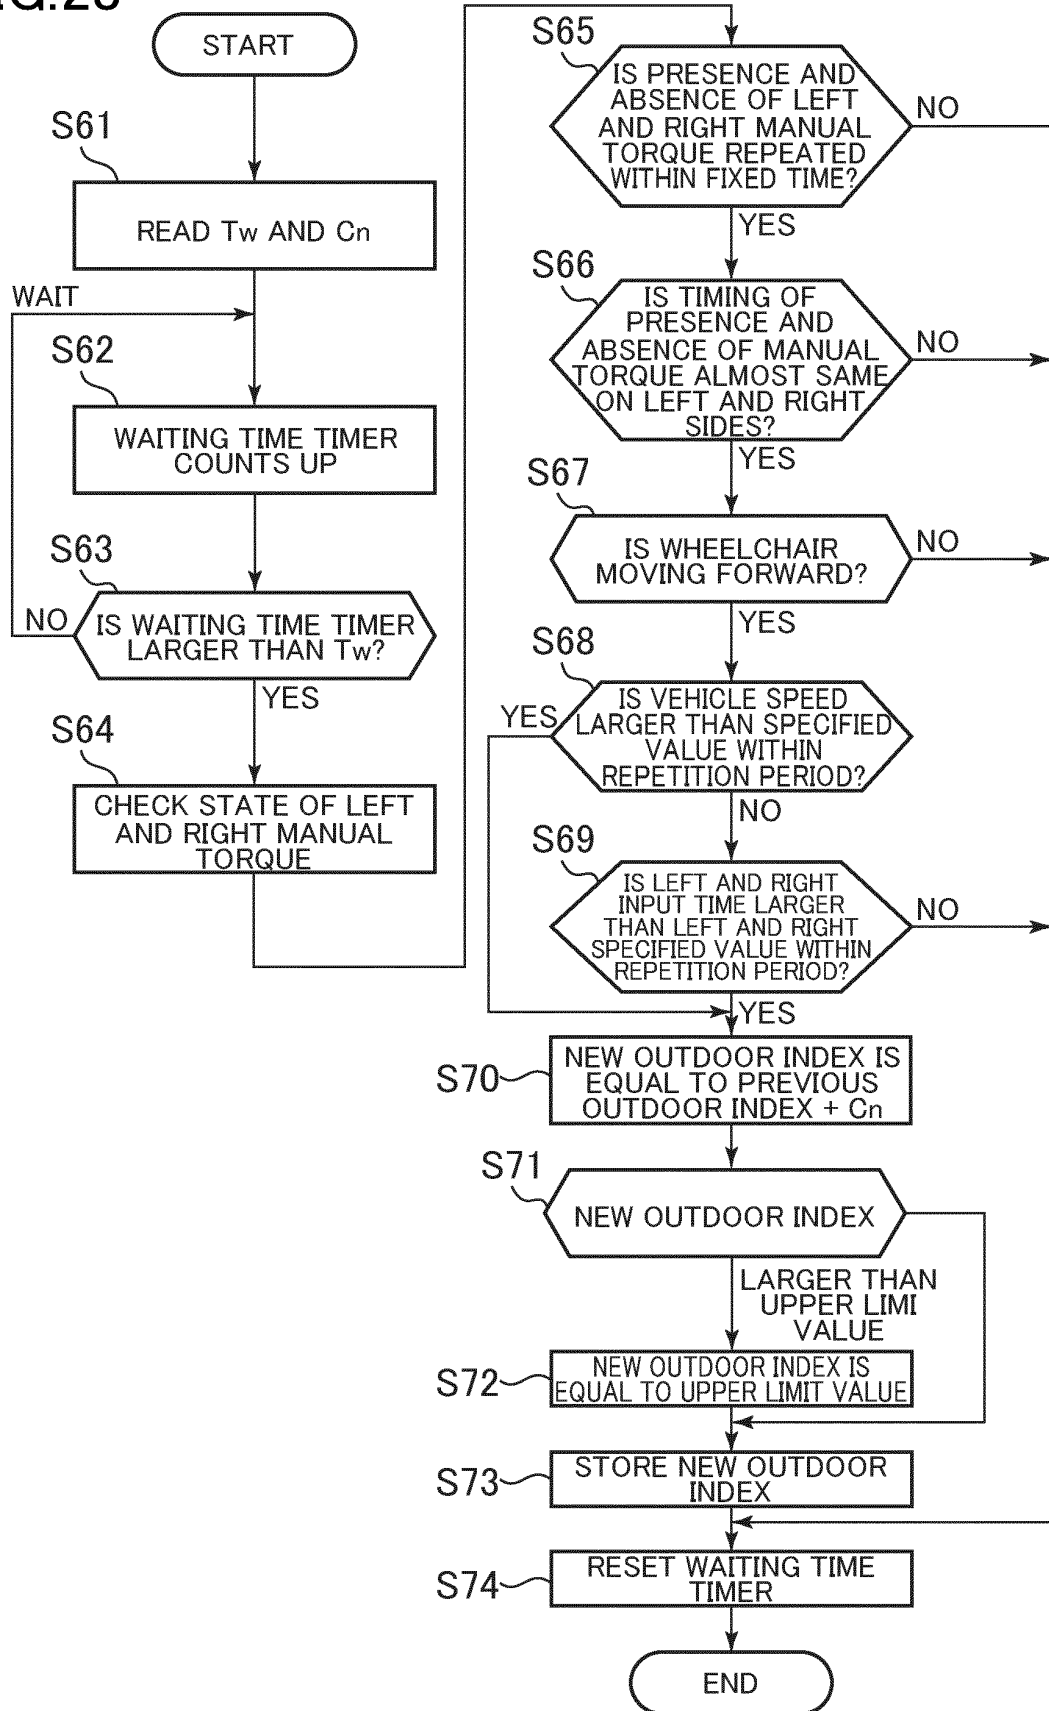 START
S61
READ Tw AND Cn
WAIT
S62
WAITING TIME TIMER
COUNTS UP
S63
NO
IS WAITING TIME TIMER
LARGER THAN Tw?
YES
S64
CHECK STATE OF LEFT
AND RIGHT MANUAL
TORQUE
S65
IS PRESENCE AND
ABSENCE OF LEFT
AND RIGHT MANUAL
TORQUE REPEATED
WITHIN FIXED TIME?
NO
YES
S66
IS TIMING OF
PRESENCE AND
ABSENCE OF MANUAL
TORQUE ALMOST SAME
ON LEFT AND RIGHT
SIDES?
NO
YES
S67
IS WHEELCHAIR
MOVING FORWARD?
NO
YES
S68
YES
IS VEHICLE SPEED
LARGER THAN SPECIFIED
VALUE WITHIN
REPETITION PERIOD?
NO
S69
IS LEFT AND RIGHT
INPUT TIME LARGER
THAN LEFT AND RIGHT
SPECIFIED VALUE WITHIN
REPETITION PERIOD?
NO
YES
S70
NEW OUTDOOR INDEX IS
EQUAL TO PREVIOUS
OUTDOOR INDEX + Cn
S71
NEW OUTDOOR INDEX
LARGER THAN
UPPER LIMI
VALUE
S72
NEW OUTDOOR INDEX IS
EQUAL TO UPPER LIMIT VALUE
S73
STORE NEW OUTDOOR
INDEX
S74
RESET WAITING TIME
TIMER
END